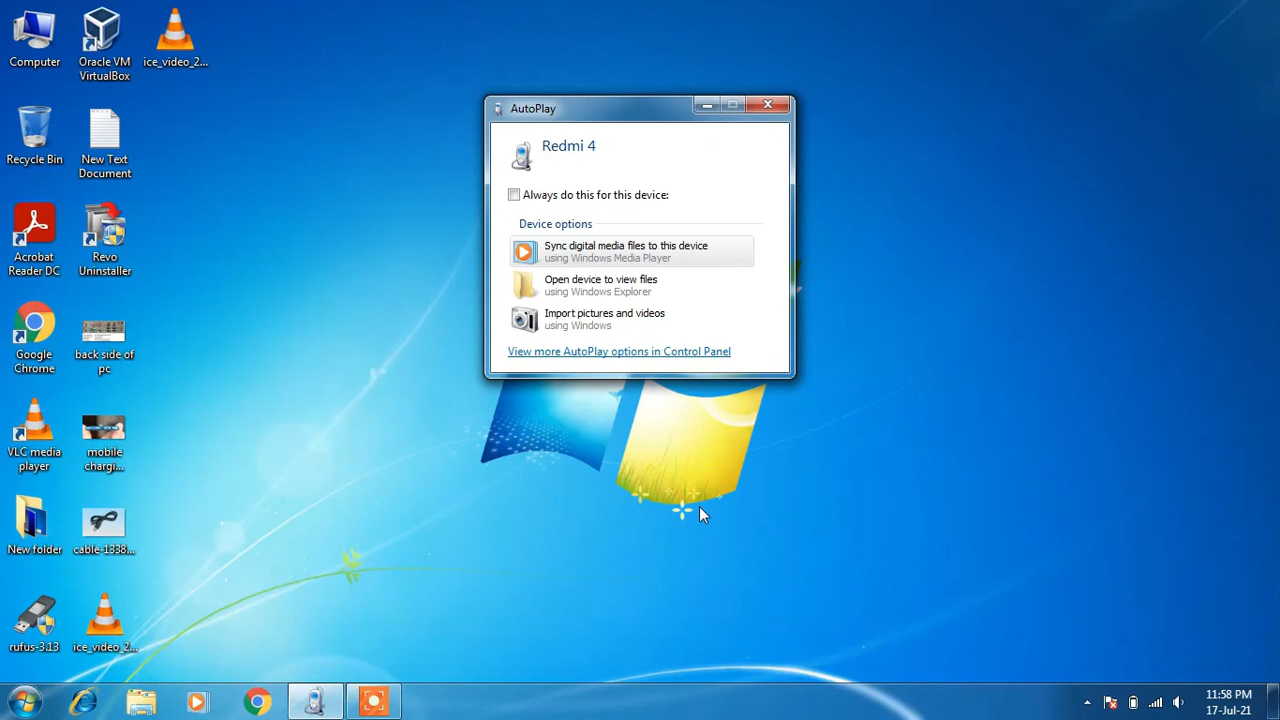 Computer
Oracle VM
VirtualBox
ice_video_2...
Recycle Bin
New Text
Document
Acrobat
Reader DC
Revo
Uninstaller
Google
Chrome
back side of
pc
VLC media
player
mobile
chargi...
New folder
cable-1338...
rufus-3.13
ice_video_2...
AutoPlay
Redmi 4
Always do this for this device:
Device options
Sync digital media files to this device
using Windows Media Player
Open device to view files
using Windows Explorer
Import pictures and videos
using Windows
View more AutoPlay options in Control Panel
11:58 PM
17-Jul-21